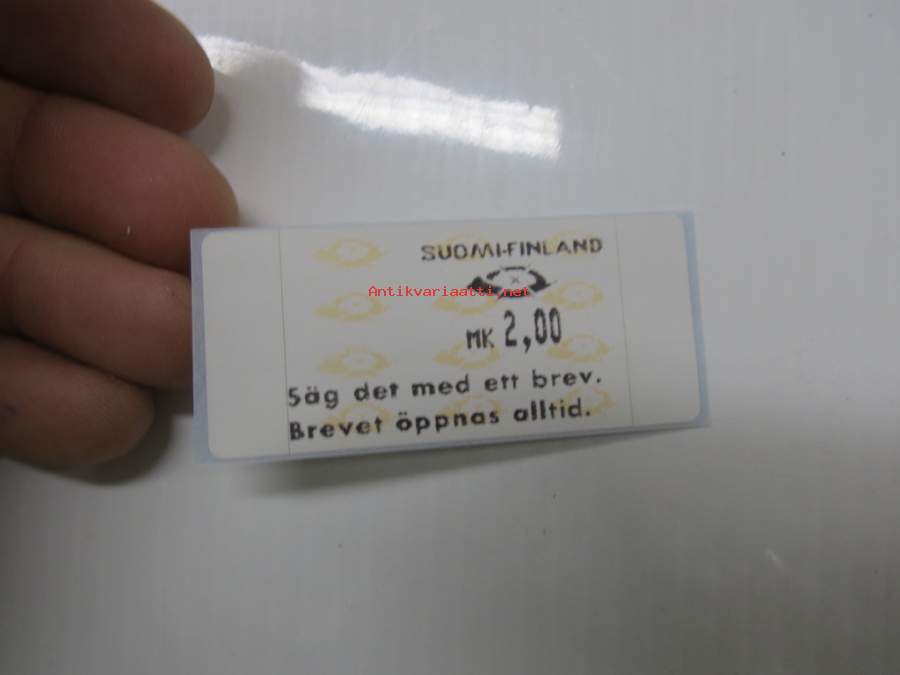 SUOMI-FINLAND
Antikvariaatti.net
MK 2,00
Säg det med ett brev.
Brevet öppnas alltid.